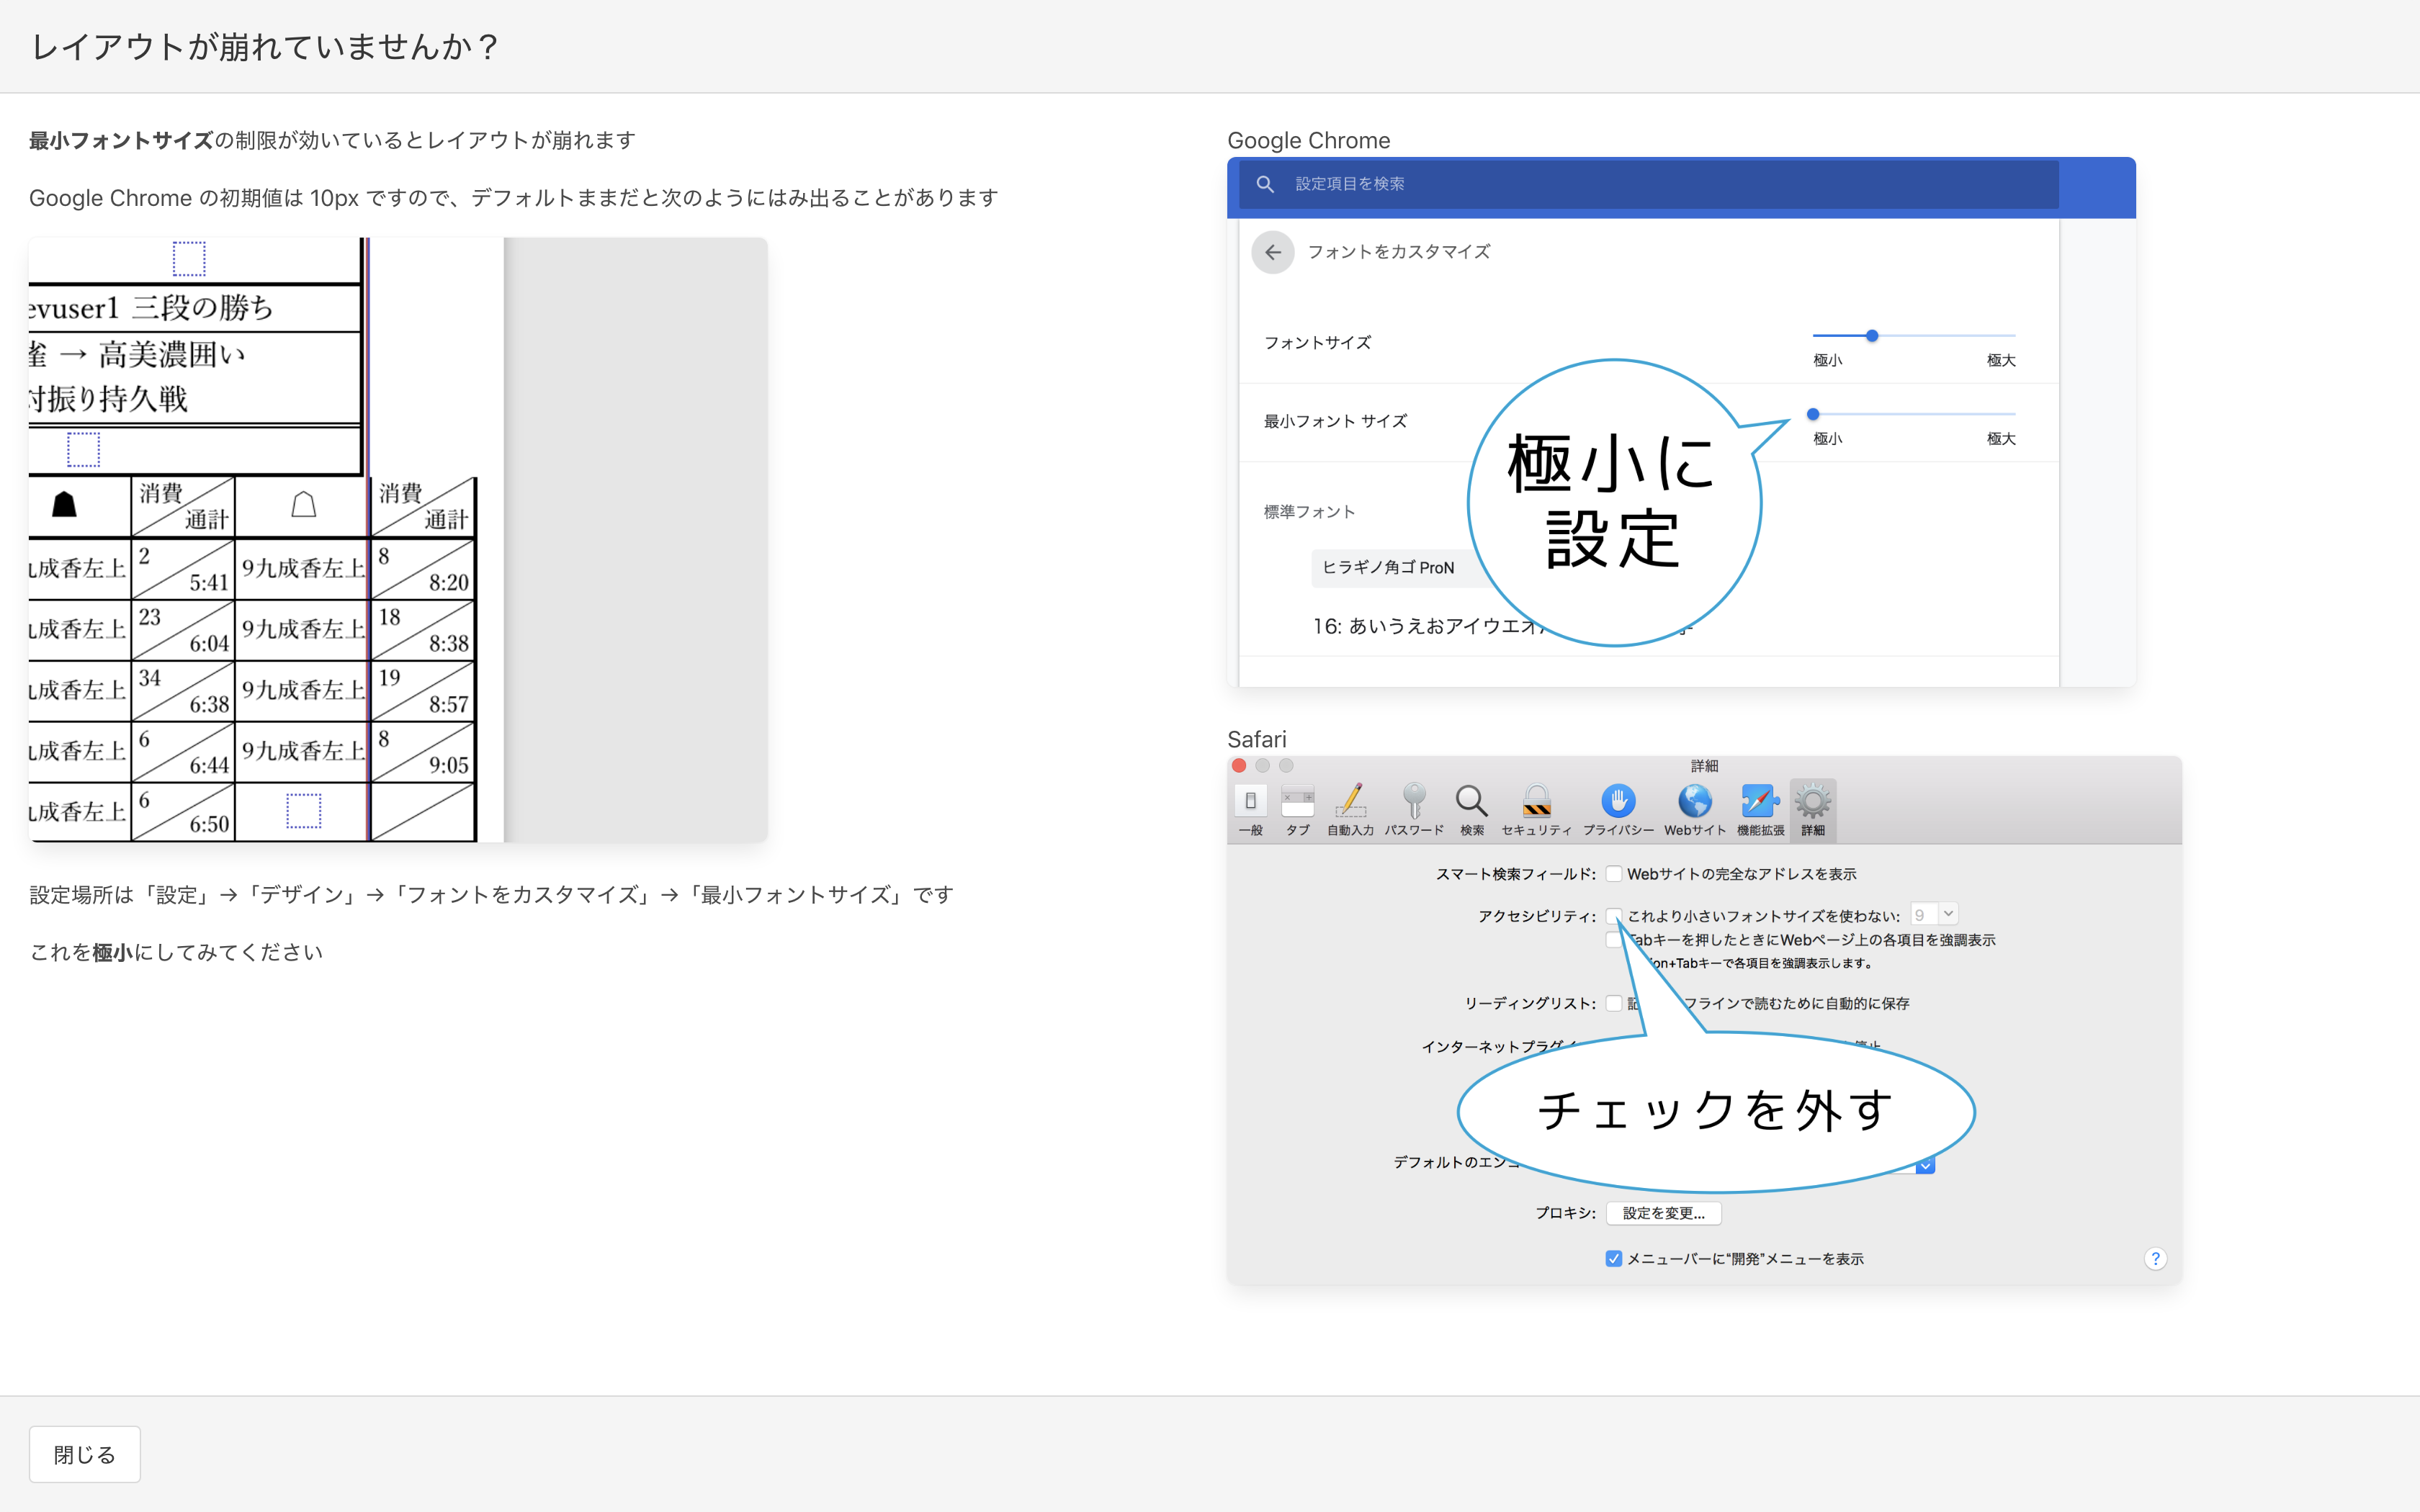 レイアウトが崩れていませんか？
最小フォントサイズの制限が効いているとレイアウトが崩れます
Google Chrome の初期値は 10px ですので、デフォルトままだと次のようにはみ出ることがあります
evuser1 三段の勝ち
雀 → 高美濃囲い
対振り持久戦
消費 通計 消費 通計
成香左上 2 5:41 9九成香左上 8 8:20
成香左上 23 6:04 9九成香左上 18 8:38
成香左上 34 6:38 9九成香左上 19 8:57
成香左上 6 6:44 9九成香左上 8 9:05
成香左上 6 6:50
設定場所は「設定」→「デザイン」→「フォントをカスタマイズ」→「最小フォントサイズ」です
これを極小にしてみてください
Google Chrome
設定項目を検索
フォントをカスタマイズ
フォントサイズ
極小 極大
最小フォント サイズ
極小 極大
極小に
設定
標準フォント
ヒラギノ角ゴ ProN
16: あいうえおアイウエオ
Safari
詳細
一般 タブ 自動入力 パスワード 検索 セキュリティ プライバシー Webサイト 機能拡張 詳細
スマート検索フィールド: Webサイトの完全なアドレスを表示
アクセシビリティ: これより小さいフォントサイズを使わない: 9
Tabキーを押したときにWebページ上の各項目を強調表示
on+Tabキーで各項目を強調表示します。
リーディングリスト: 記 フラインで読むために自動的に保存
インターネットプラグイ 停止
チェックを外す
デフォルトのエンコ
プロキシ: 設定を変更...
メニューバーに“開発”メニューを表示
?
閉じる